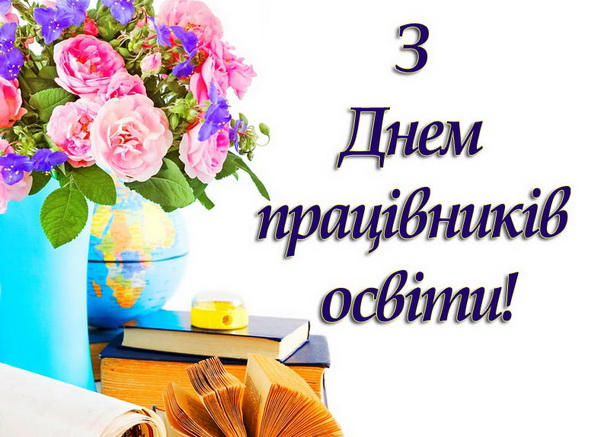 З
Днем
працівників
освіти!